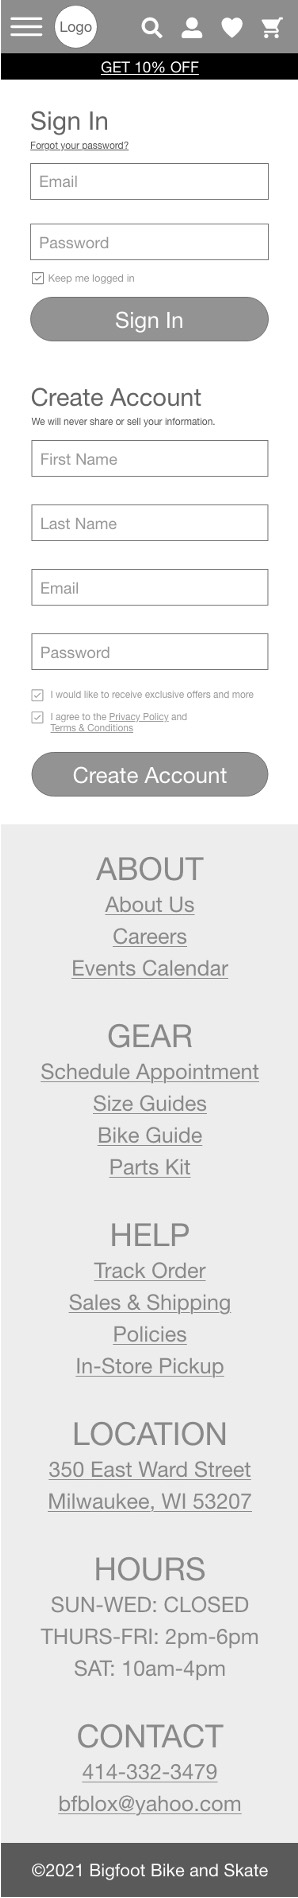 Logo
GET 10% OFF
Sign In
Forgot your password?
Email
Password
Keep me logged in
Sign In
Create Account
We will never share or sell your information.
First Name
Last Name
Email
Password
I would like to receive exclusive offers and more
I agree to the Privacy Policy and
Terms & Conditions
Create Account
ABOUT
About Us
Careers
Events Calendar
GEAR
Schedule Appointment
Size Guides
Bike Guide
Parts Kit
HELP
Track Order
Sales & Shipping
Policies
In-Store Pickup
LOCATION
350 East Ward Street
Milwaukee, WI 53207
HOURS
SUN-WED: CLOSED
THURS-FRI: 2pm-6pm
SAT: 10am-4pm
CONTACT
414-332-3479
bfblox@yahoo.com
©2021 Bigfoot Bike and Skate